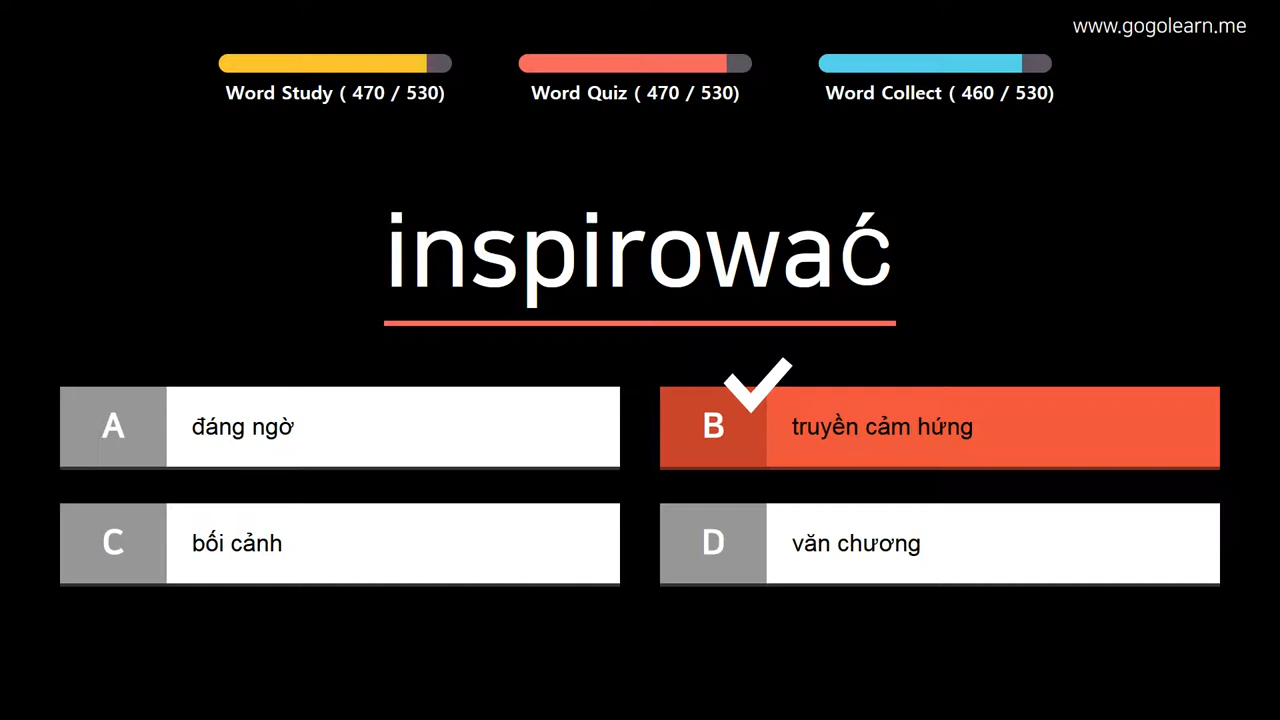 www.gogolearn.me
Word Study ( 470 / 530)
Word Quiz ( 470 / 530)
Word Collect ( 460 / 530)
inspirować
A
đáng ngờ
B
truyền cảm hứng
C
bối cảnh
D
văn chương